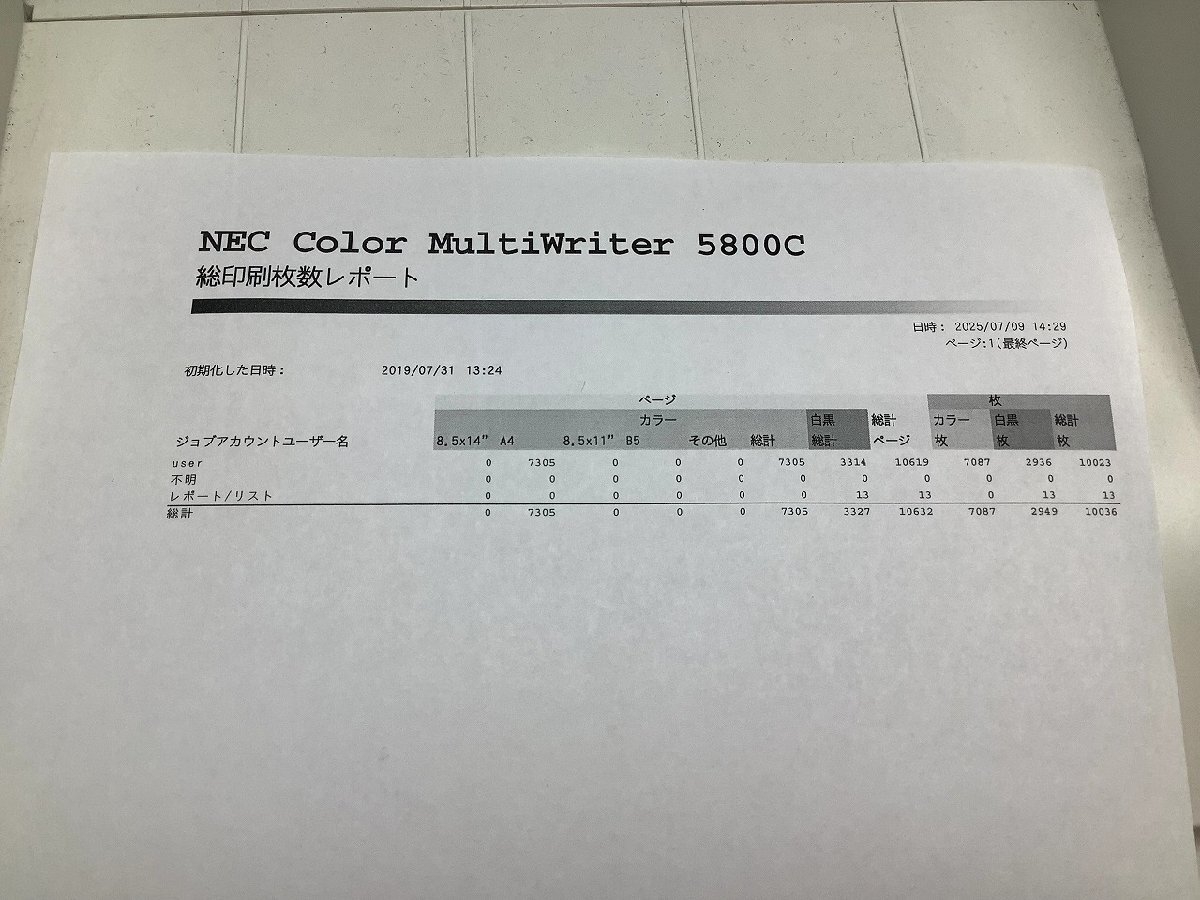 NEC Color MultiWriter 5800C
総印刷枚数レポート
日時： 2025/07/09 14:29
ページ:1(最終ページ)
初期化した日時： 2019/07/31 13:24
ページ 枚
カラー 白黒 総計 カラー 白黒 総計
ジョブアカウントユーザー名 8.5x14" A4 8.5x11" B5 その他 総計 総計 ページ 枚 枚 枚
user 0 7305 0 0 0 7305 3314 10619 7087 2936 10023
不明 0 0 0 0 0 0 0 0 0 0 0
レポート/リスト 0 0 0 0 0 0 13 13 0 13 13
総計 0 7305 0 0 0 7305 3327 10632 7087 2949 10036